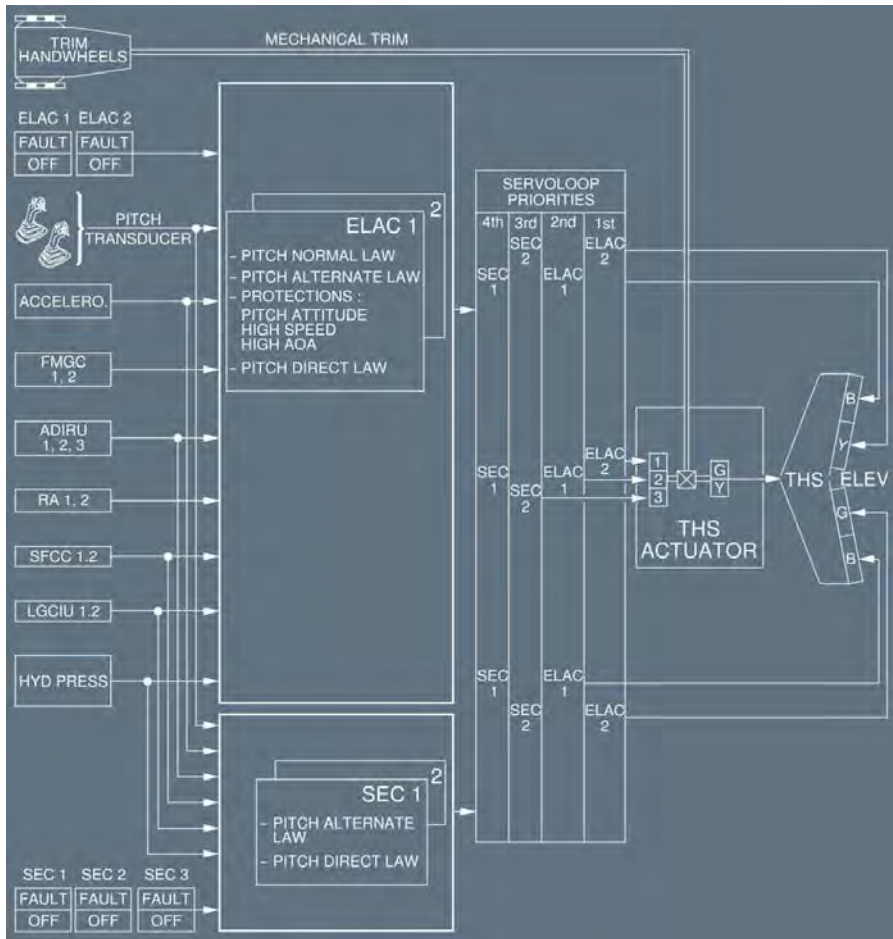 TRIM
HANDWHEELS
MECHANICAL TRIM
ELAC 1 ELAC 2
FAULT FAULT
OFF OFF
PITCH
TRANSDUCER
ACCELERO.
FMGC
1, 2
ADIRU
1, 2, 3
RA 1, 2
SFCC 1.2
LGCIU 1.2
HYD PRESS
SEC 1 SEC 2 SEC 3
FAULT FAULT FAULT
OFF OFF OFF
2
ELAC 1
- PITCH NORMAL LAW
- PITCH ALTERNATE LAW
- PROTECTIONS :
PITCH ATTITUDE
HIGH SPEED
HIGH AOA
- PITCH DIRECT LAW
2
SEC 1
- PITCH ALTERNATE
LAW
- PITCH DIRECT LAW
SERVOLOOP
PRIORITIES
4th 3rd 2nd 1st
SEC
2
ELAC
2
SEC
1
ELAC
1
ELAC
2
SEC
1
ELAC
1
SEC
2
SEC
1
ELAC
1
SEC
2
ELAC
2
1
2
3
G
Y
THS
ACTUATOR
THS
ELEV
B
Y
G
B